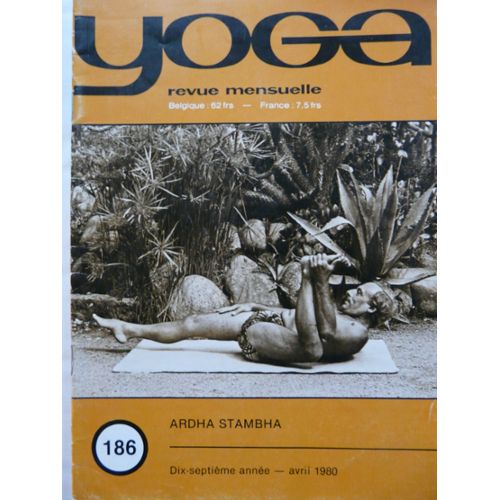 yoga
revue mensuelle
Belgique : 62 frs — France : 7,5 frs
ARDHA STAMBHA
186
Dix-septième année — avril 1980